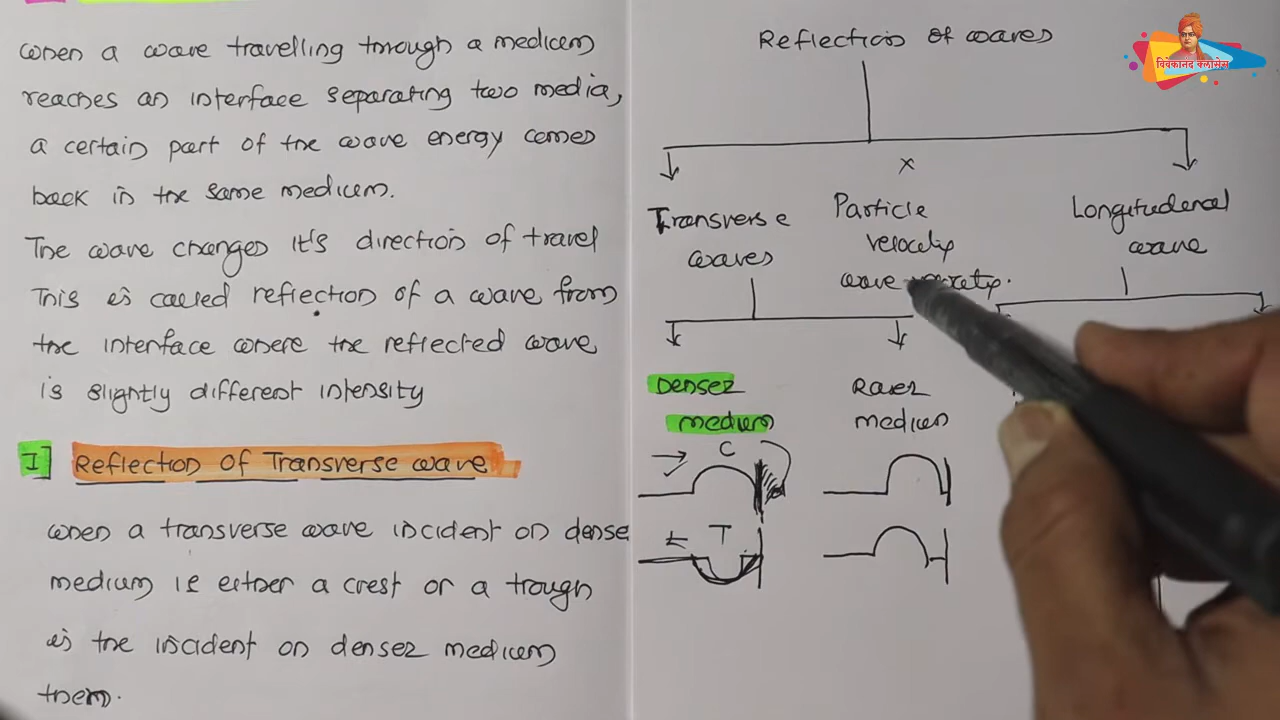 When a wave travelling through a medium
reaches an interface separating two media,
a certain part of the wave energy comes
back in the same medium.
The wave changes it's direction of travel
This is called reflection of a wave from
the interface where the reflected wave
is slightly different intensity
I] Reflection of Transverse wave
When a transverse wave incident on dense
medium ie either a crest or a trough
is the incident on denser medium
then.
Reflection of waves
×
Transverse
waves
Particle
velocity
wave
Longitudenal
wave
Denser
medium
Rarer
medium
C
T
विवेकानंद क्लासेस